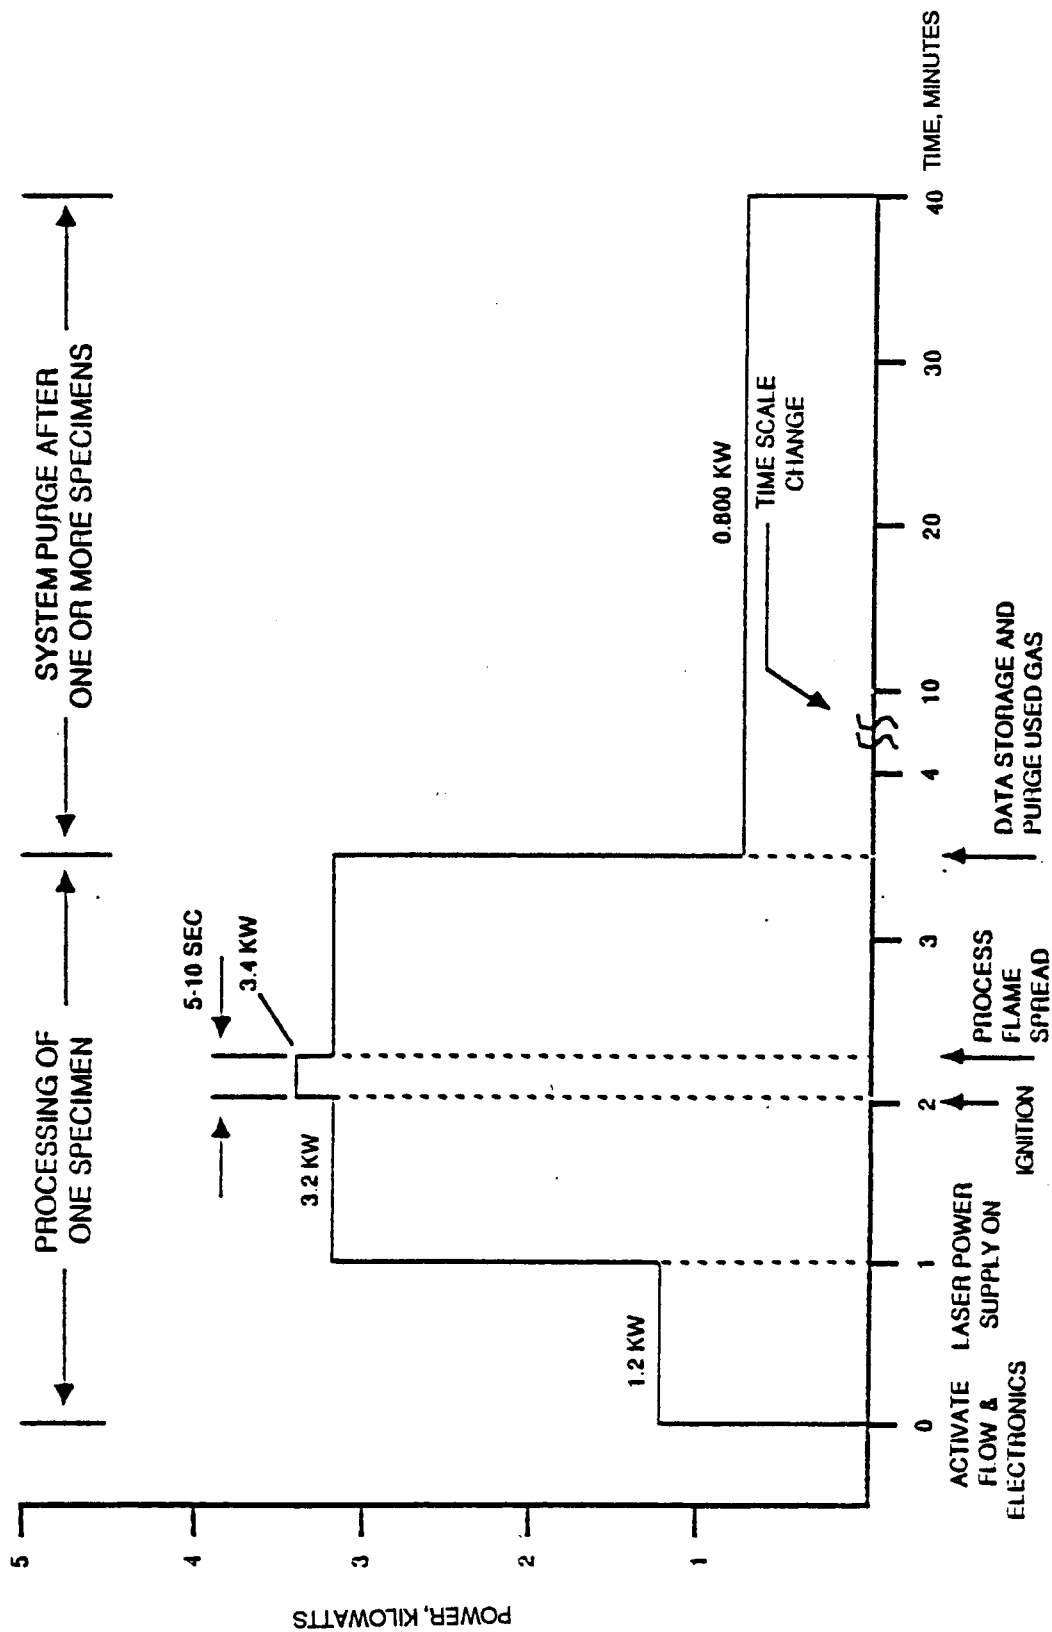 PROCESSING OF
ONE SPECIMEN
SYSTEM PURGE AFTER
ONE OR MORE SPECIMENS
5-10 SEC
3.4 KW
3.2 KW
1.2 KW
0.800 KW
TIME SCALE
CHANGE
POWER, KILOWATTS
5
4
3
2
1
0
1
2
3
4
10
20
30
40
TIME, MINUTES
ACTIVATE
FLOW &
ELECTRONICS
LASER POWER
SUPPLY ON
IGNITION
PROCESS
FLAME
SPREAD
DATA STORAGE AND
PURGE USED GAS